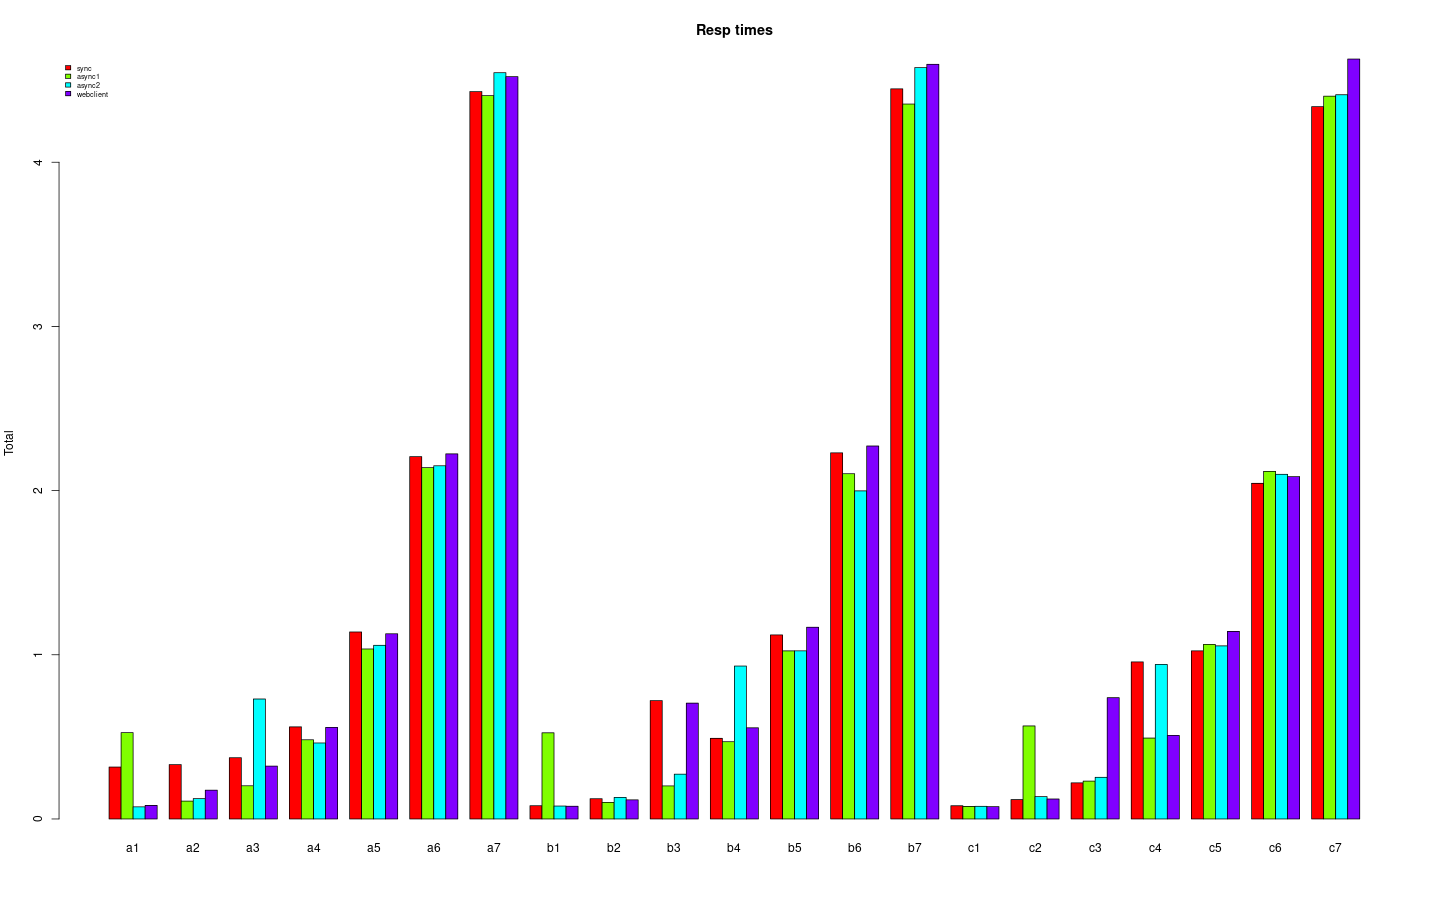 Resp times
sync
async1
async2
webclient
Total
4
3
2
1
0
a1 a2 a3 a4 a5 a6 a7 b1 b2 b3 b4 b5 b6 b7 c1 c2 c3 c4 c5 c6 c7